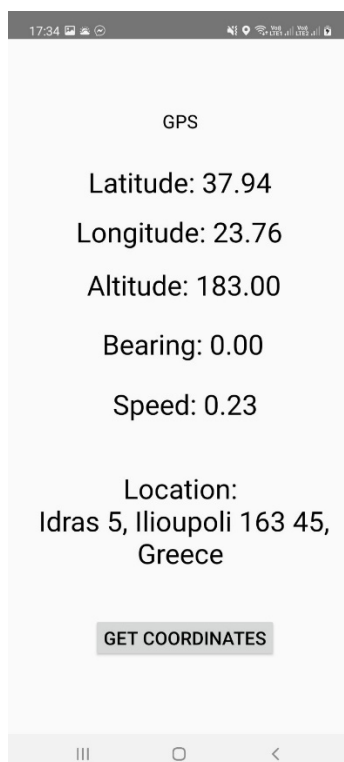 17:34
GPS
Latitude: 37.94
Longitude: 23.76
Altitude: 183.00
Bearing: 0.00
Speed: 0.23
Location:
Idras 5, Ilioupoli 163 45,
Greece
GET COORDINATES